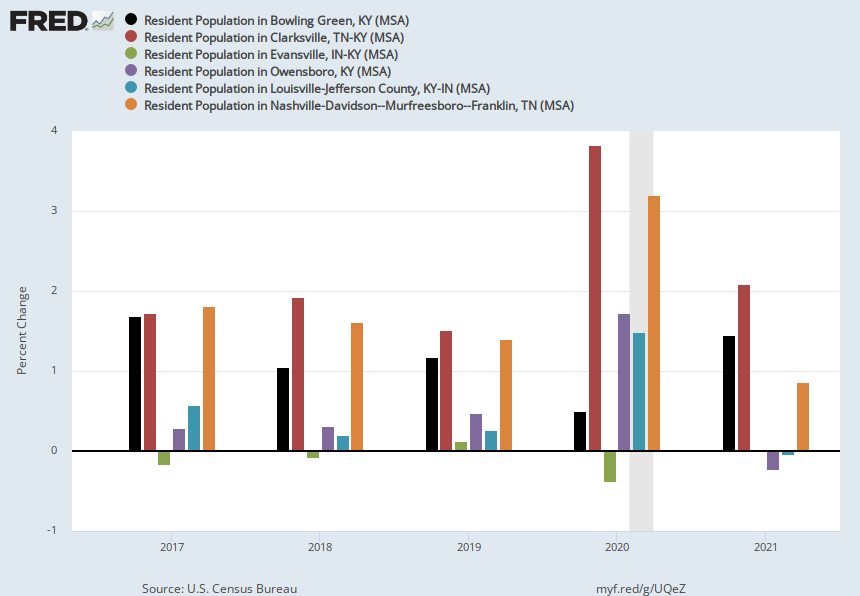 FRED
Resident Population in Bowling Green, KY (MSA)
Resident Population in Clarksville, TN-KY (MSA)
Resident Population in Evansville, IN-KY (MSA)
Resident Population in Owensboro, KY (MSA)
Resident Population in Louisville-Jefferson County, KY-IN (MSA)
Resident Population in Nashville-Davidson--Murfreesboro--Franklin, TN (MSA)
4
3
2
1
0
-1
Percent Change
2017 2018 2019 2020 2021
Source: U.S. Census Bureau myf.red/g/UQeZ